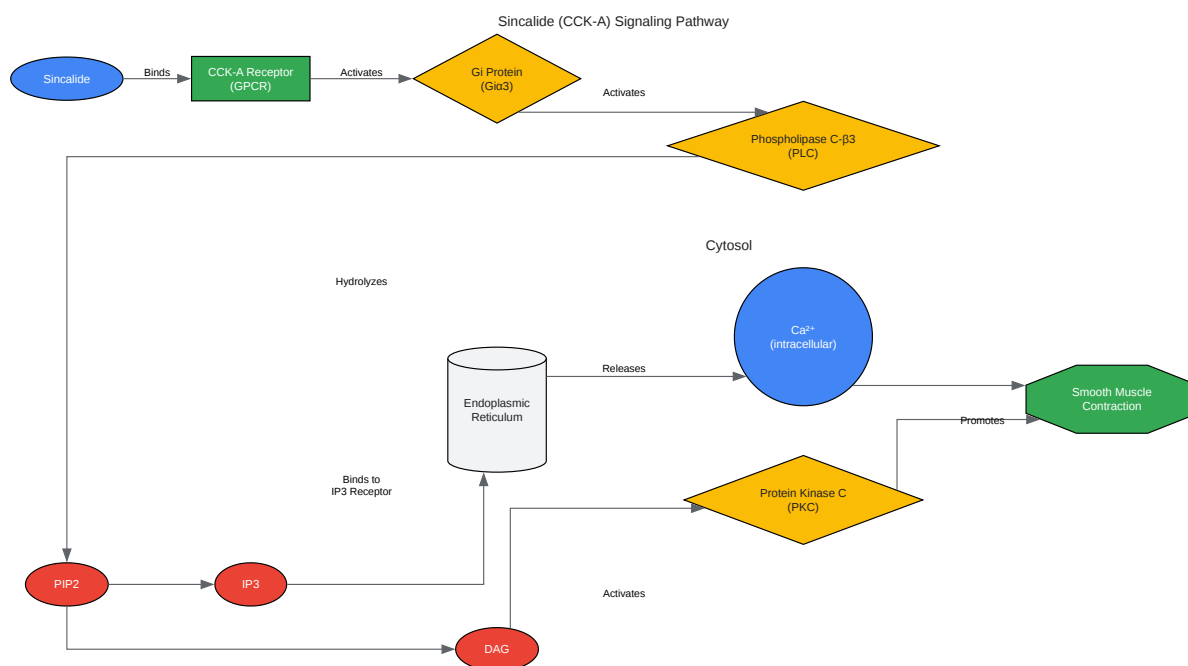 Sincalide (CCK-A) Signaling Pathway
Sincalide
Binds
CCK-A Receptor
(GPCR)
Activates
Gi Protein
(Giα3)
Activates
Phospholipase C-β3
(PLC)
Cytosol
Hydrolyzes
Ca²⁺
(intracellular)
Releases
Endoplasmic
Reticulum
Smooth Muscle
Contraction
Promotes
Binds to
IP3 Receptor
Protein Kinase C
(PKC)
PIP2
IP3
Activates
DAG